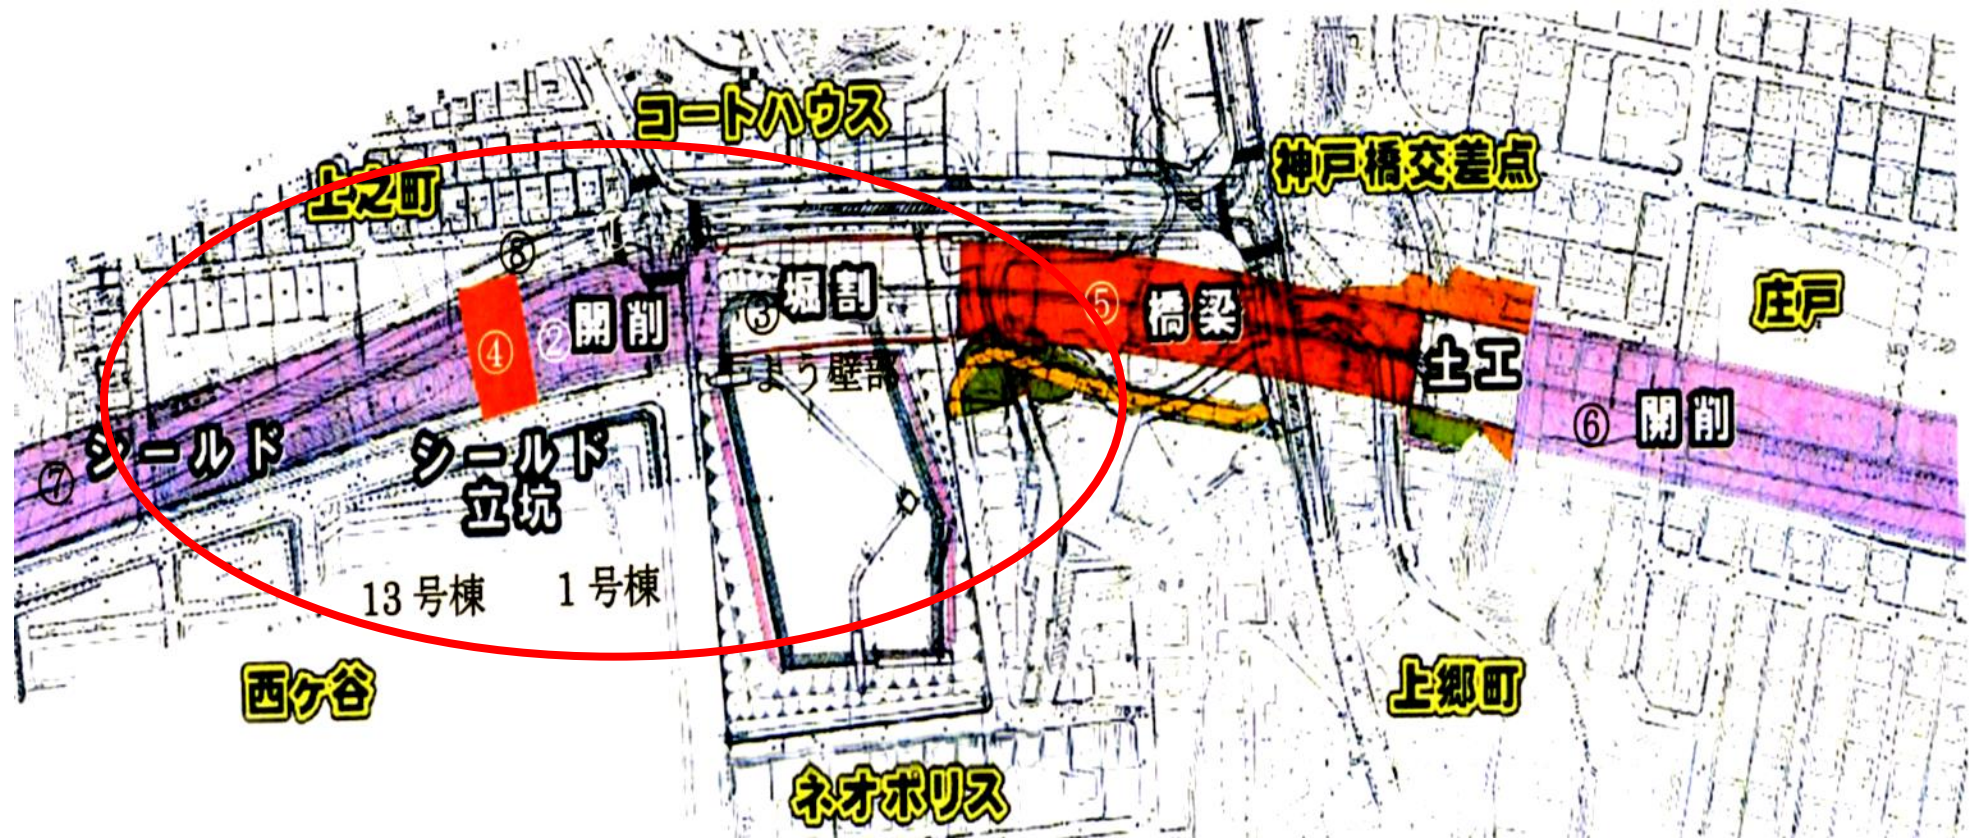 コートハウス
神戸橋交差点
上之町
⑧
庄戸
③ 堀割
⑤ 橋梁
④
② 開削
よう壁部
土工
⑥ 開削
⑦ シールド
シールド
立坑
13号棟
1号棟
西ヶ谷
上郷町
ネオポリス